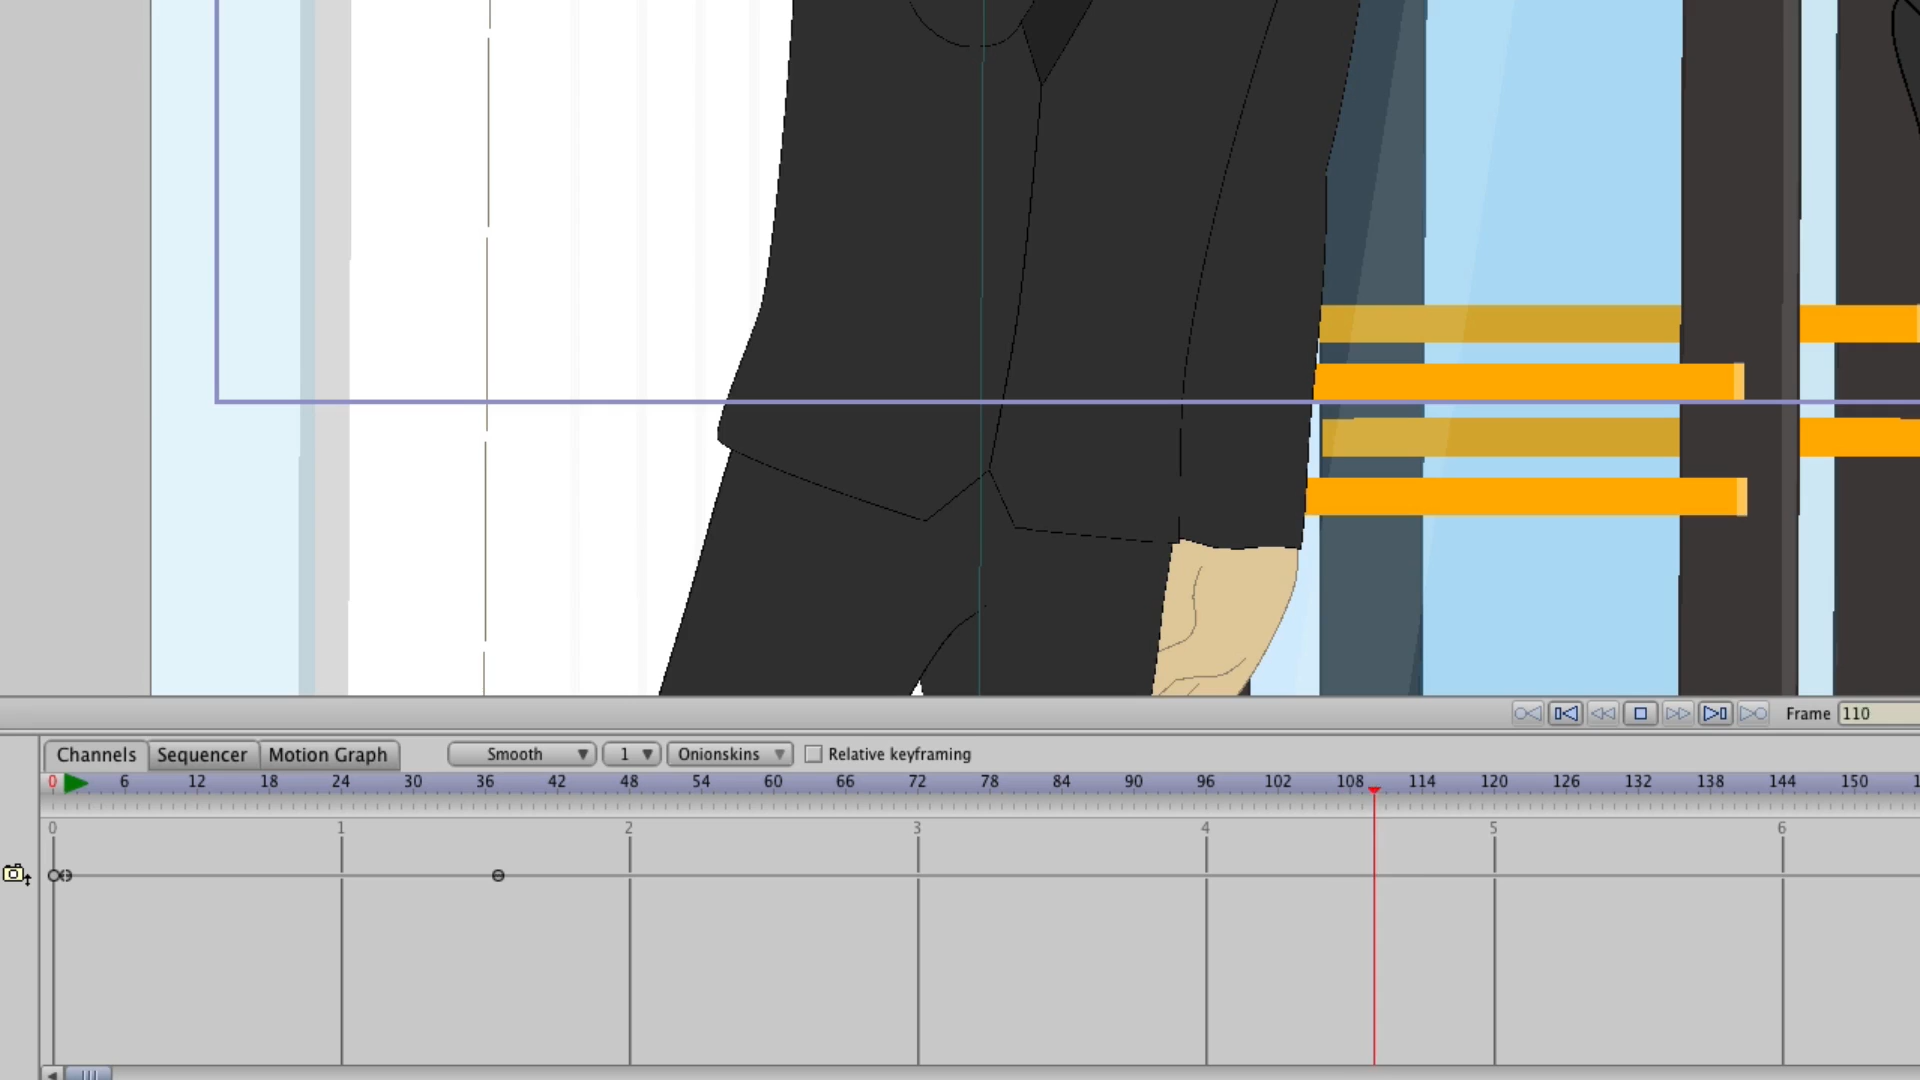 Frame 110
Channels Sequencer Motion Graph Smooth 1 Onionskins Relative keyframing
0 6 12 18 24 30 36 42 48 54 60 66 72 78 84 90 96 102 108 114 120 126 132 138 144 150
0 1 2 3 4 5 6